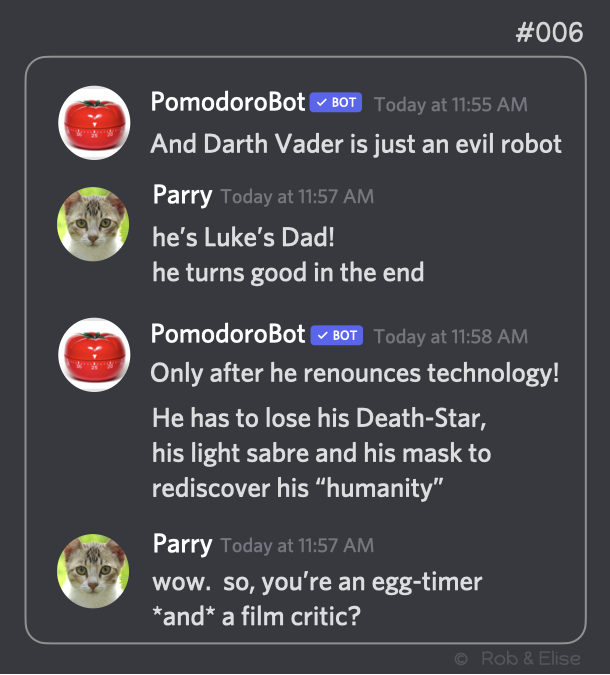 #006
PomodoroBot ✓ BOT Today at 11:55 AM
And Darth Vader is just an evil robot
Parry Today at 11:57 AM
he's Luke's Dad!
he turns good in the end
PomodoroBot ✓ BOT Today at 11:58 AM
Only after he renounces technology!
He has to lose his Death-Star,
his light sabre and his mask to
rediscover his “humanity”
Parry Today at 11:57 AM
wow.  so, you're an egg-timer
*and* a film critic?
© Rob & Elise